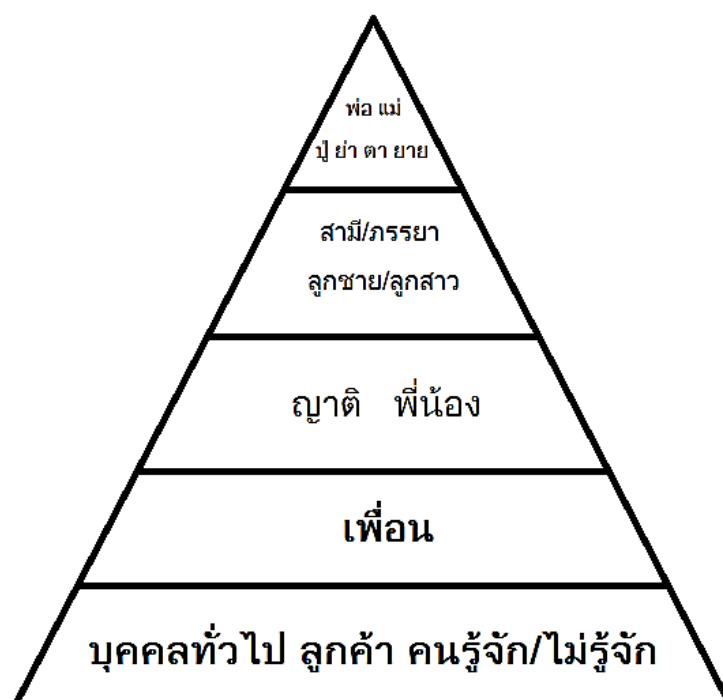 พ่อ แม่
ปู่ ย่า ตา ยาย
สามี/ภรรยา
ลูกชาย/ลูกสาว
ญาติ พี่น้อง
เพื่อน
บุคคลทั่วไป ลูกค้า คนรู้จัก/ไม่รู้จัก